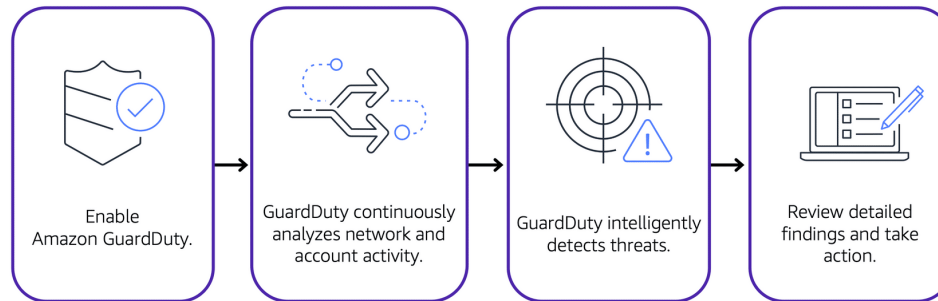 Enable
Amazon GuardDuty.
GuardDuty continuously
analyzes network and
account activity.
GuardDuty intelligently
detects threats.
Review detailed
findings and take
action.